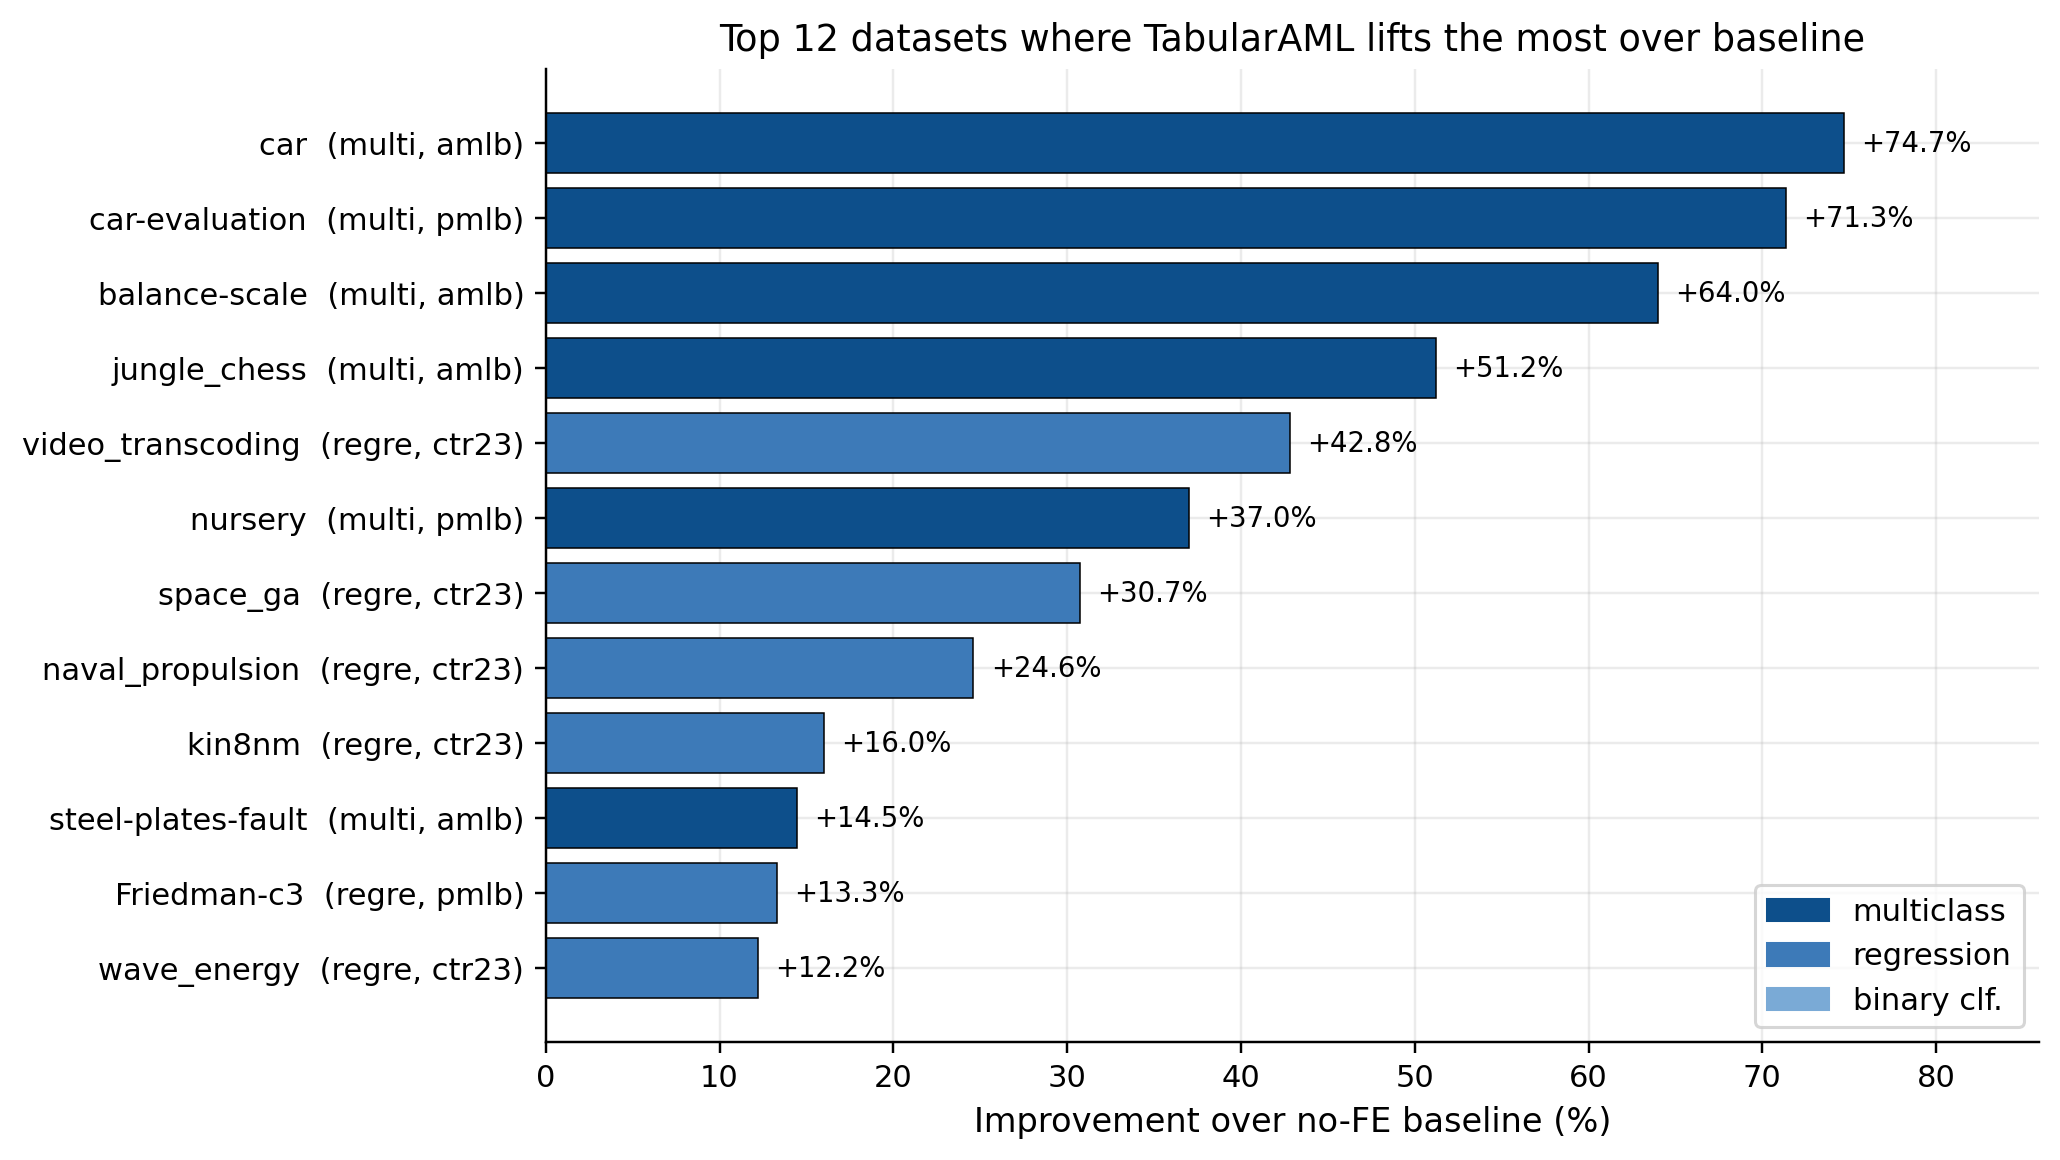 Top 12 datasets where TabularAML lifts the most over baseline
car (multi, amlb) +74.7%
car-evaluation (multi, pmlb) +71.3%
balance-scale (multi, amlb) +64.0%
jungle_chess (multi, amlb) +51.2%
video_transcoding (regre, ctr23) +42.8%
nursery (multi, pmlb) +37.0%
space_ga (regre, ctr23) +30.7%
naval_propulsion (regre, ctr23) +24.6%
kin8nm (regre, ctr23) +16.0%
steel-plates-fault (multi, amlb) +14.5%
Friedman-c3 (regre, pmlb) +13.3%
wave_energy (regre, ctr23) +12.2%
multiclass
regression
binary clf.
0 10 20 30 40 50 60 70 80
Improvement over no-FE baseline (%)